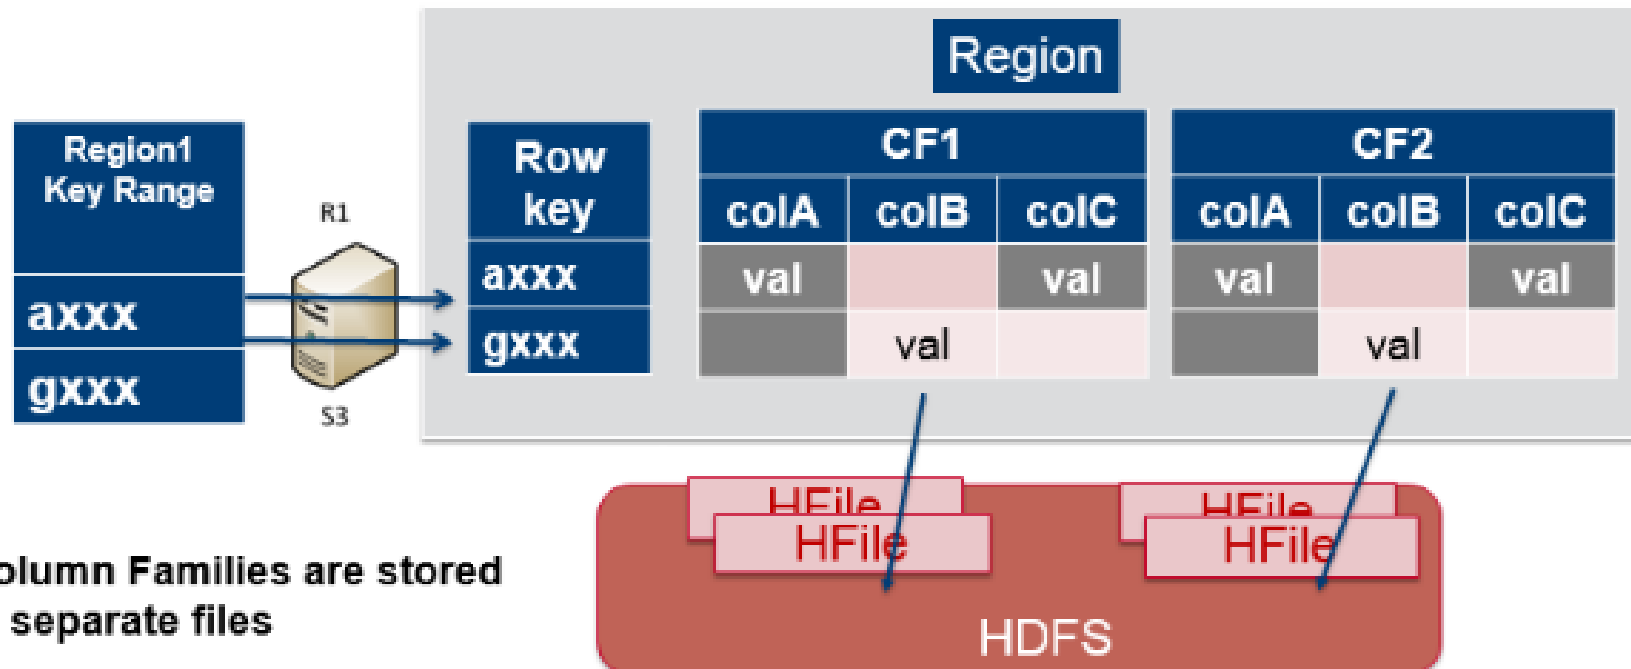 Region
Region1
Key Range
axxx
gxxx
R1
S3
Row
key
axxx
gxxx
CF1
colA colB colC
val val
val
CF2
colA colB colC
val val
val
HFile
HFile
HFile
HFile
HDFS
olumn Families are stored
separate files